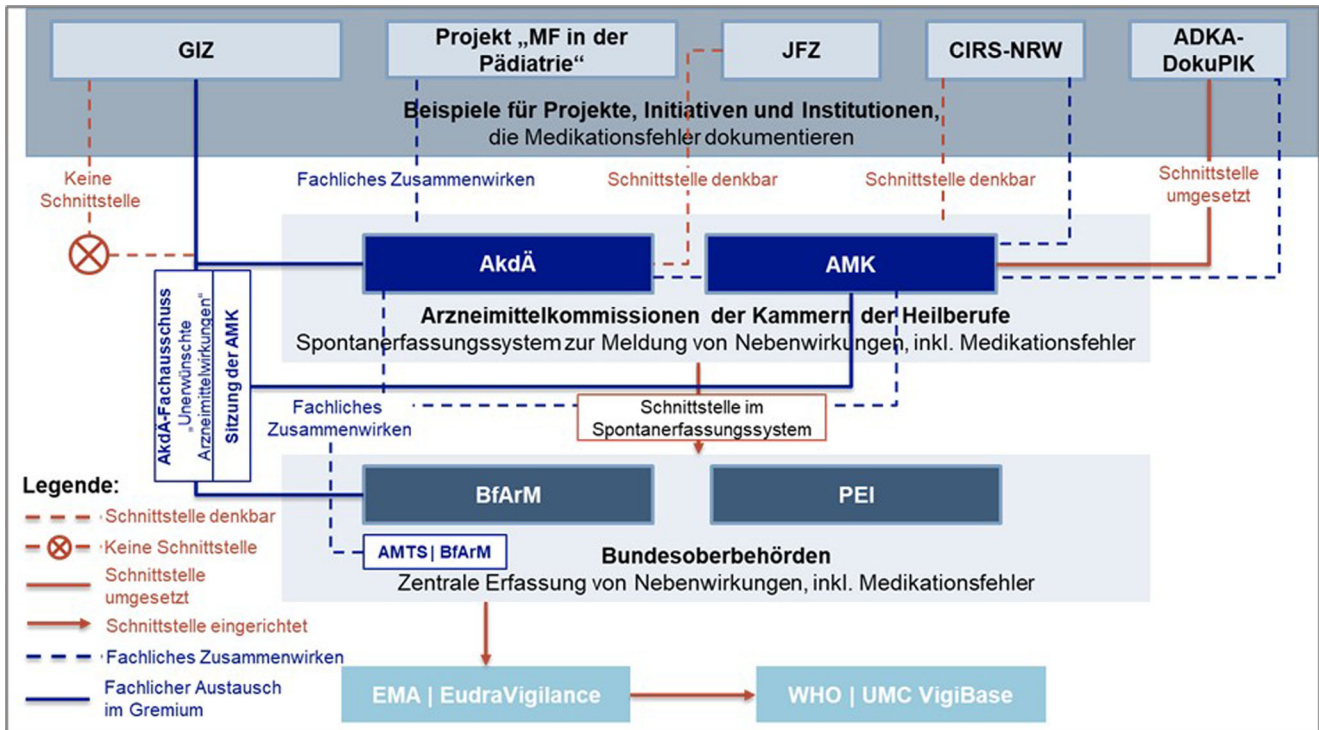 GIZ
Projekt „MF in der
Pädiatrie“
JFZ
CIRS-NRW
ADKA-
DokuPIK
Beispiele für Projekte, Initiativen und Institutionen,
die Medikationsfehler dokumentieren
Keine
Schnittstelle
Fachliches Zusammenwirken
Schnittstelle denkbar
Schnittstelle denkbar
Schnittstelle
umgesetzt
AkdÄ
AMK
Arzneimittelkommissionen der Kammern der Heilberufe
Spontanerfassungssystem zur Meldung von Nebenwirkungen, inkl. Medikationsfehler
AkdÄ-Fachausschuss
„Unerwünschte
Arzneimittelwirkungen“
Sitzung der AMK
Fachliches
Zusammenwirken
Schnittstelle im
Spontanerfassungssystem
BfArM
PEI
AMTS | BfArM
Bundesoberbehörden
Zentrale Erfassung von Nebenwirkungen, inkl. Medikationsfehler
Legende:
Schnittstelle denkbar
Keine Schnittstelle
Schnittstelle
umgesetzt
Schnittstelle eingerichtet
Fachliches Zusammenwirken
Fachlicher Austausch
im Gremium
EMA | EudraVigilance
WHO | UMC VigiBase